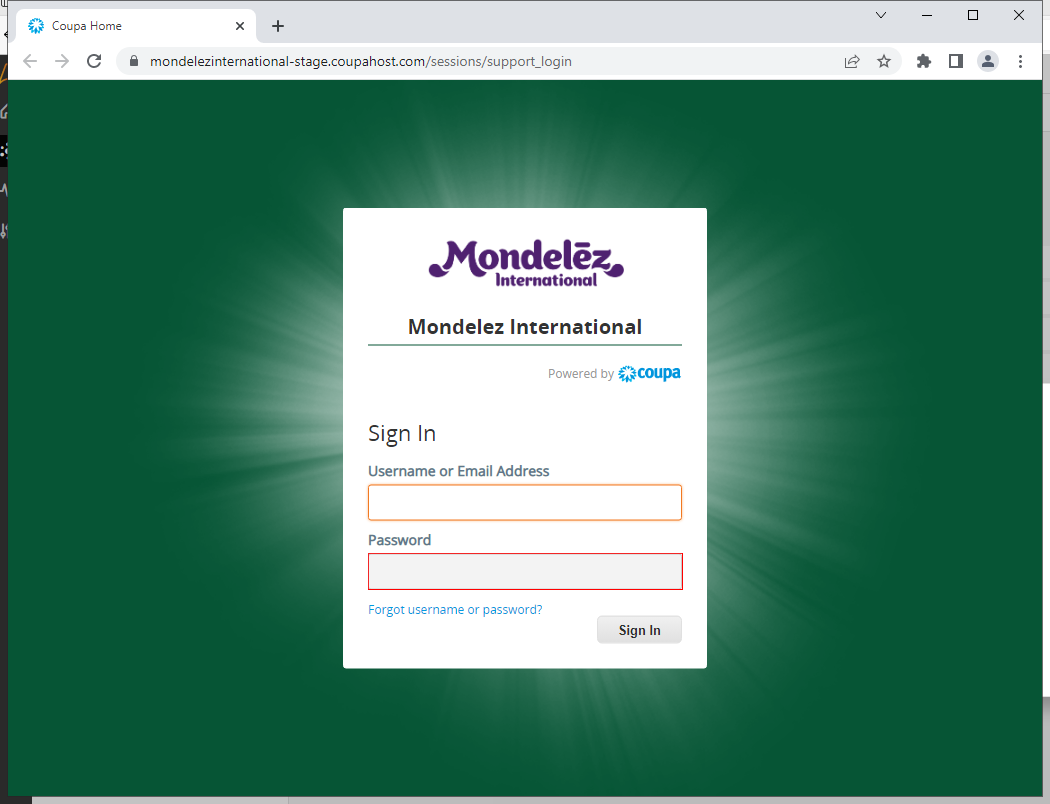 Coupa Home
mondelezinternational-stage.coupahost.com/sessions/support_login
Mondelēz
International
Mondelez International
Powered by coupa
Sign In
Username or Email Address
Password
Forgot username or password?
Sign In